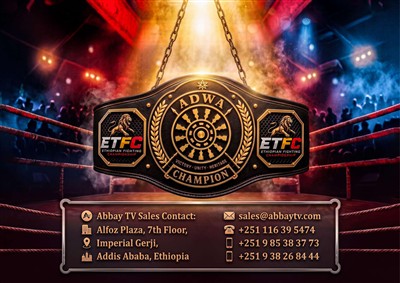 ADWA
ETFC
ETHIOPIAN FIGHTING
CHAMPIONSHIP
VICTORY · UNITY · HERITAGE
CHAMPION
ETFC
ETHIOPIAN FIGHTING
CHAMPIONSHIP
Abbay TV Sales Contact:
Alfoz Plaza, 7th Floor,
Imperial Gerji,
Addis Ababa, Ethiopia
sales@abbaytv.com
+251 116 39 5474
+251 9 85 38 37 73
+251 9 38 26 84 44